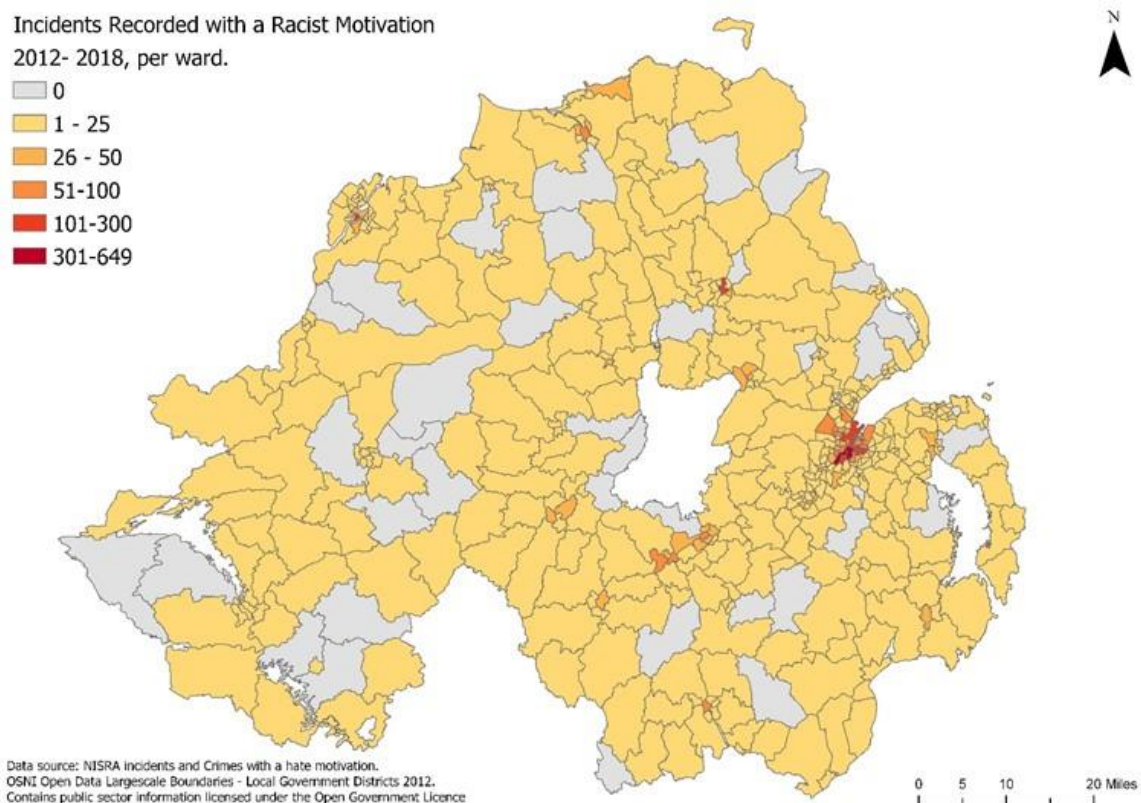 Incidents Recorded with a Racist Motivation
2012- 2018, per ward.
0
1 - 25
26 - 50
51-100
101-300
301-649
N
Data source: NISRA incidents and Crimes with a hate motivation.
OSNI Open Data Largescale Boundaries - Local Government Districts 2012.
Contains public sector information licensed under the Open Government Licence
0 5 10 20 Miles